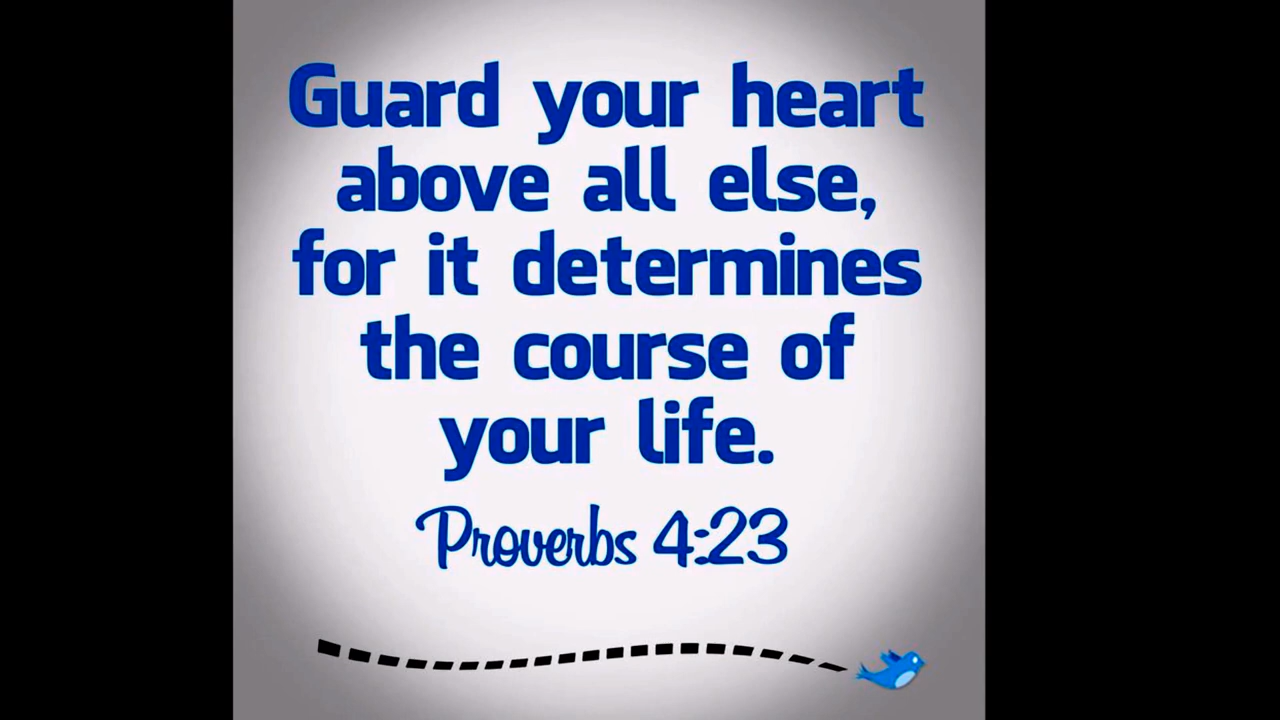 Guard your heart
above all else,
for it determines
the course of
your life.
Proverbs 4:23